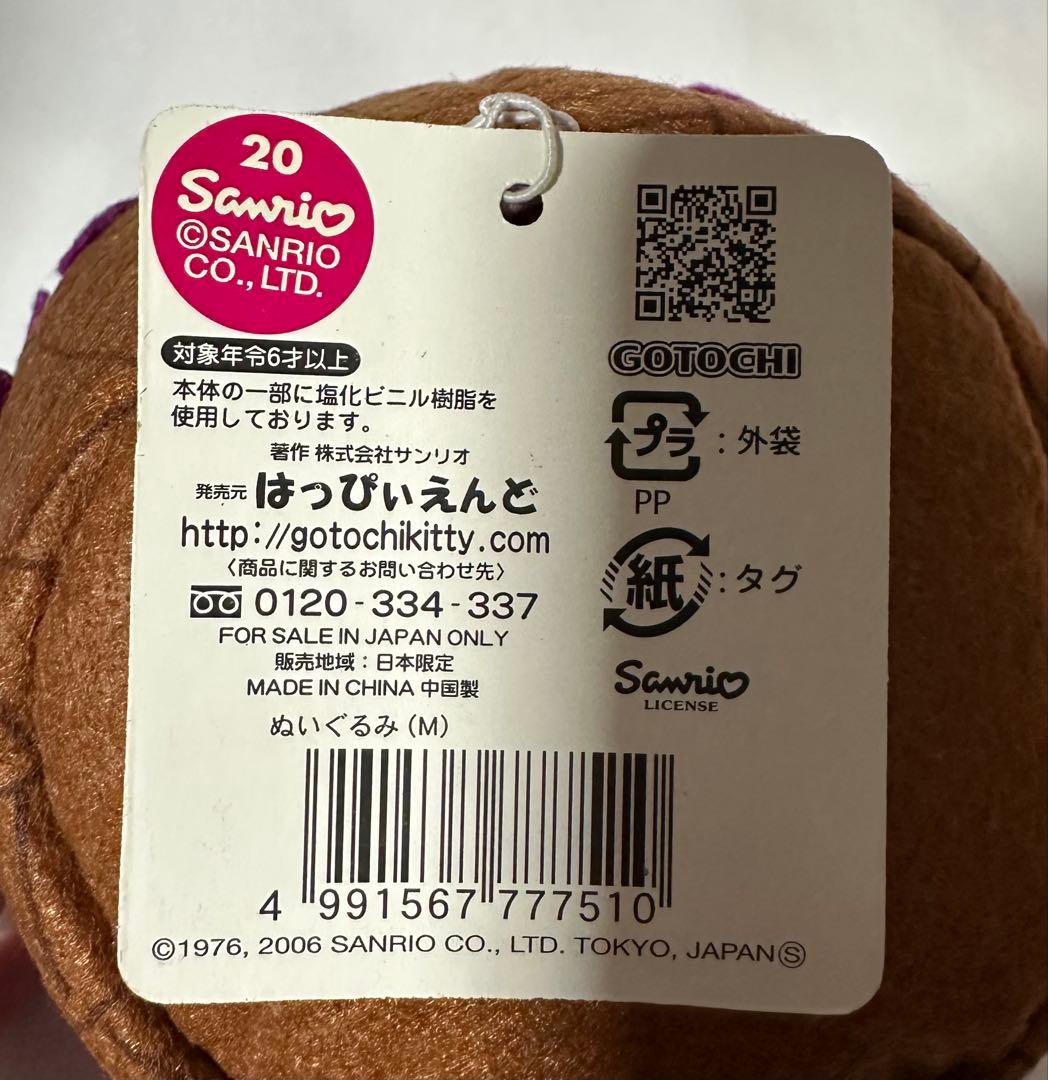 20
Sanrio
©SANRIO
CO., LTD.
対象年令6才以上
本体の一部に塩化ビニル樹脂を
使用しております。
著作 株式会社サンリオ
発売元 はっぴぃえんど
http://gotochikitty.com
〈商品に関するお問い合わせ先〉
0120-334-337
FOR SALE IN JAPAN ONLY
販売地域：日本限定
MADE IN CHINA 中国製
ぬいぐるみ（M）
GOTOCHI
プラ：外袋
PP
紙：タグ
Sanrio
LICENSE
4 991567 777510
©1976, 2006 SANRIO CO., LTD. TOKYO, JAPANⓈ